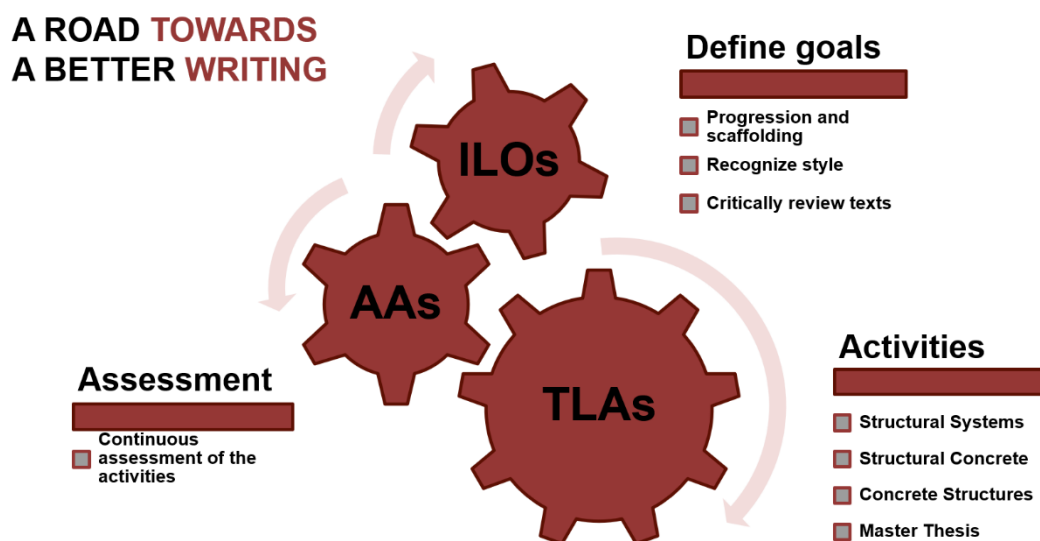 A ROAD TOWARDS
A BETTER WRITING
Define goals
Progression and
scaffolding
Recognize style
Critically review texts
ILOs
AAs
TLAs
Assessment
Continuous
assessment of the
activities
Activities
Structural Systems
Structural Concrete
Concrete Structures
Master Thesis